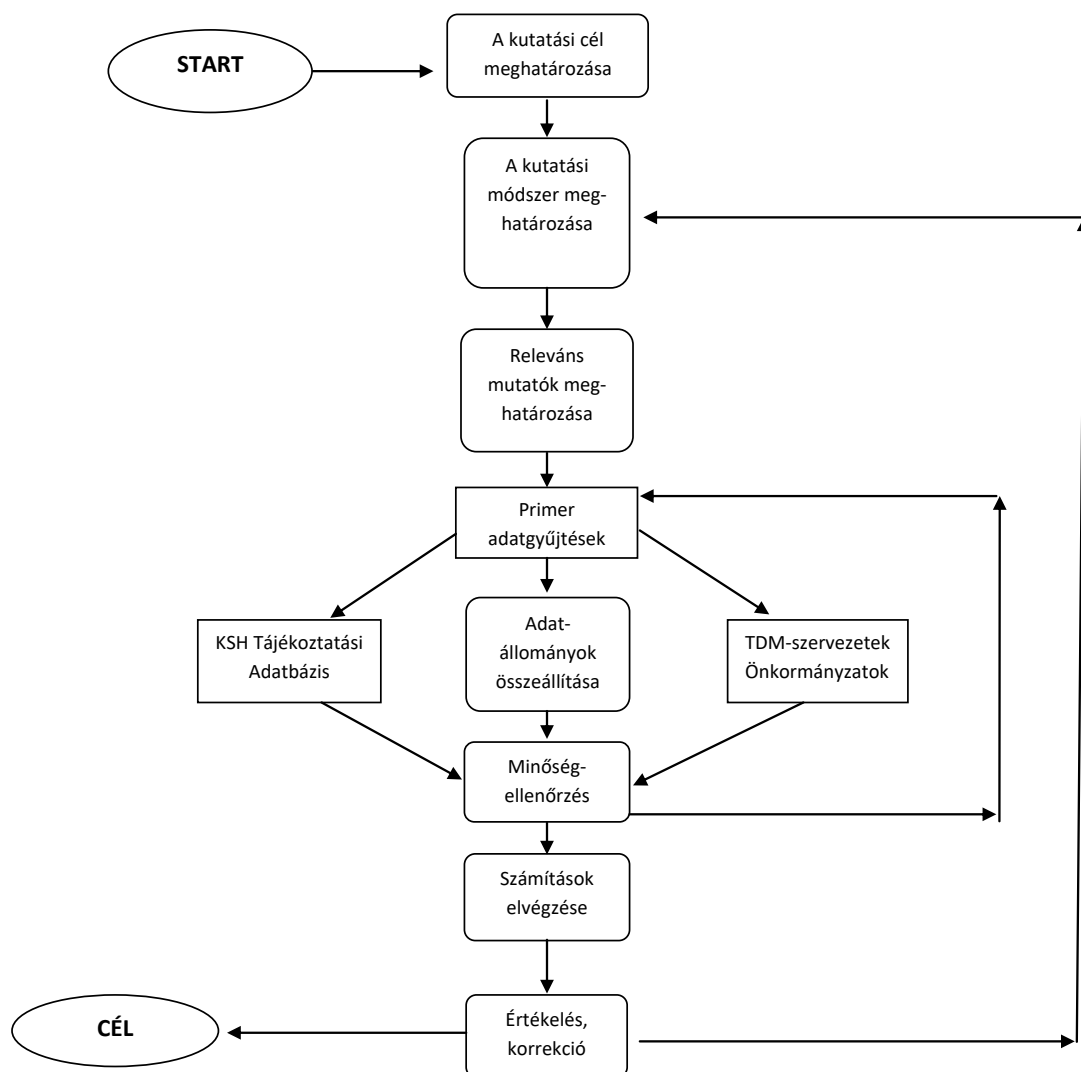 START
A kutatási cél
meghatározása
A kutatási
módszer meg-
határozása
Releváns
mutatók meg-
határozása
Primer
adatgyűjtések
KSH Tájékoztatási
Adatbázis
Adat-
állományok
összeállítása
TDM-szervezetek
Önkormányzatok
Minőség-
ellenőrzés
Számítások
elvégzése
Értékelés,
korrekció
CÉL